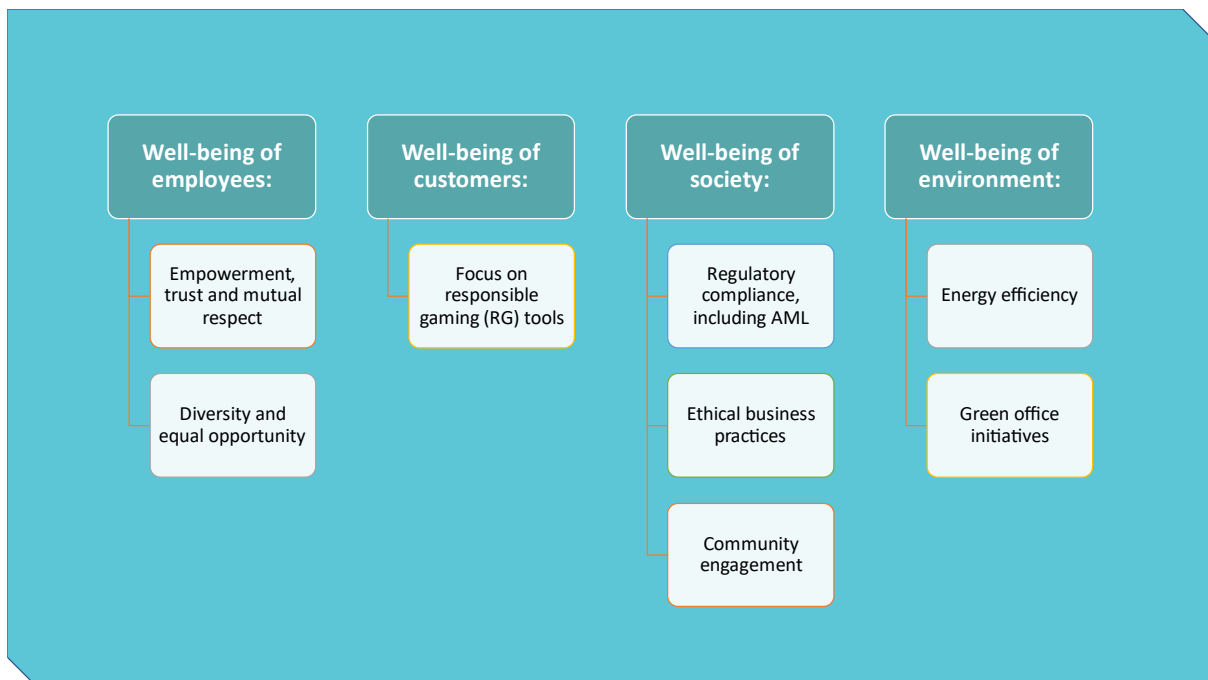 Well-being of
employees:
Empowerment,
trust and mutual
respect
Diversity and
equal opportunity
Well-being of
customers:
Focus on
responsible
gaming (RG) tools
Well-being of
society:
Regulatory
compliance,
including AML
Ethical business
practices
Community
engagement
Well-being of
environment:
Energy efficiency
Green office
initiatives